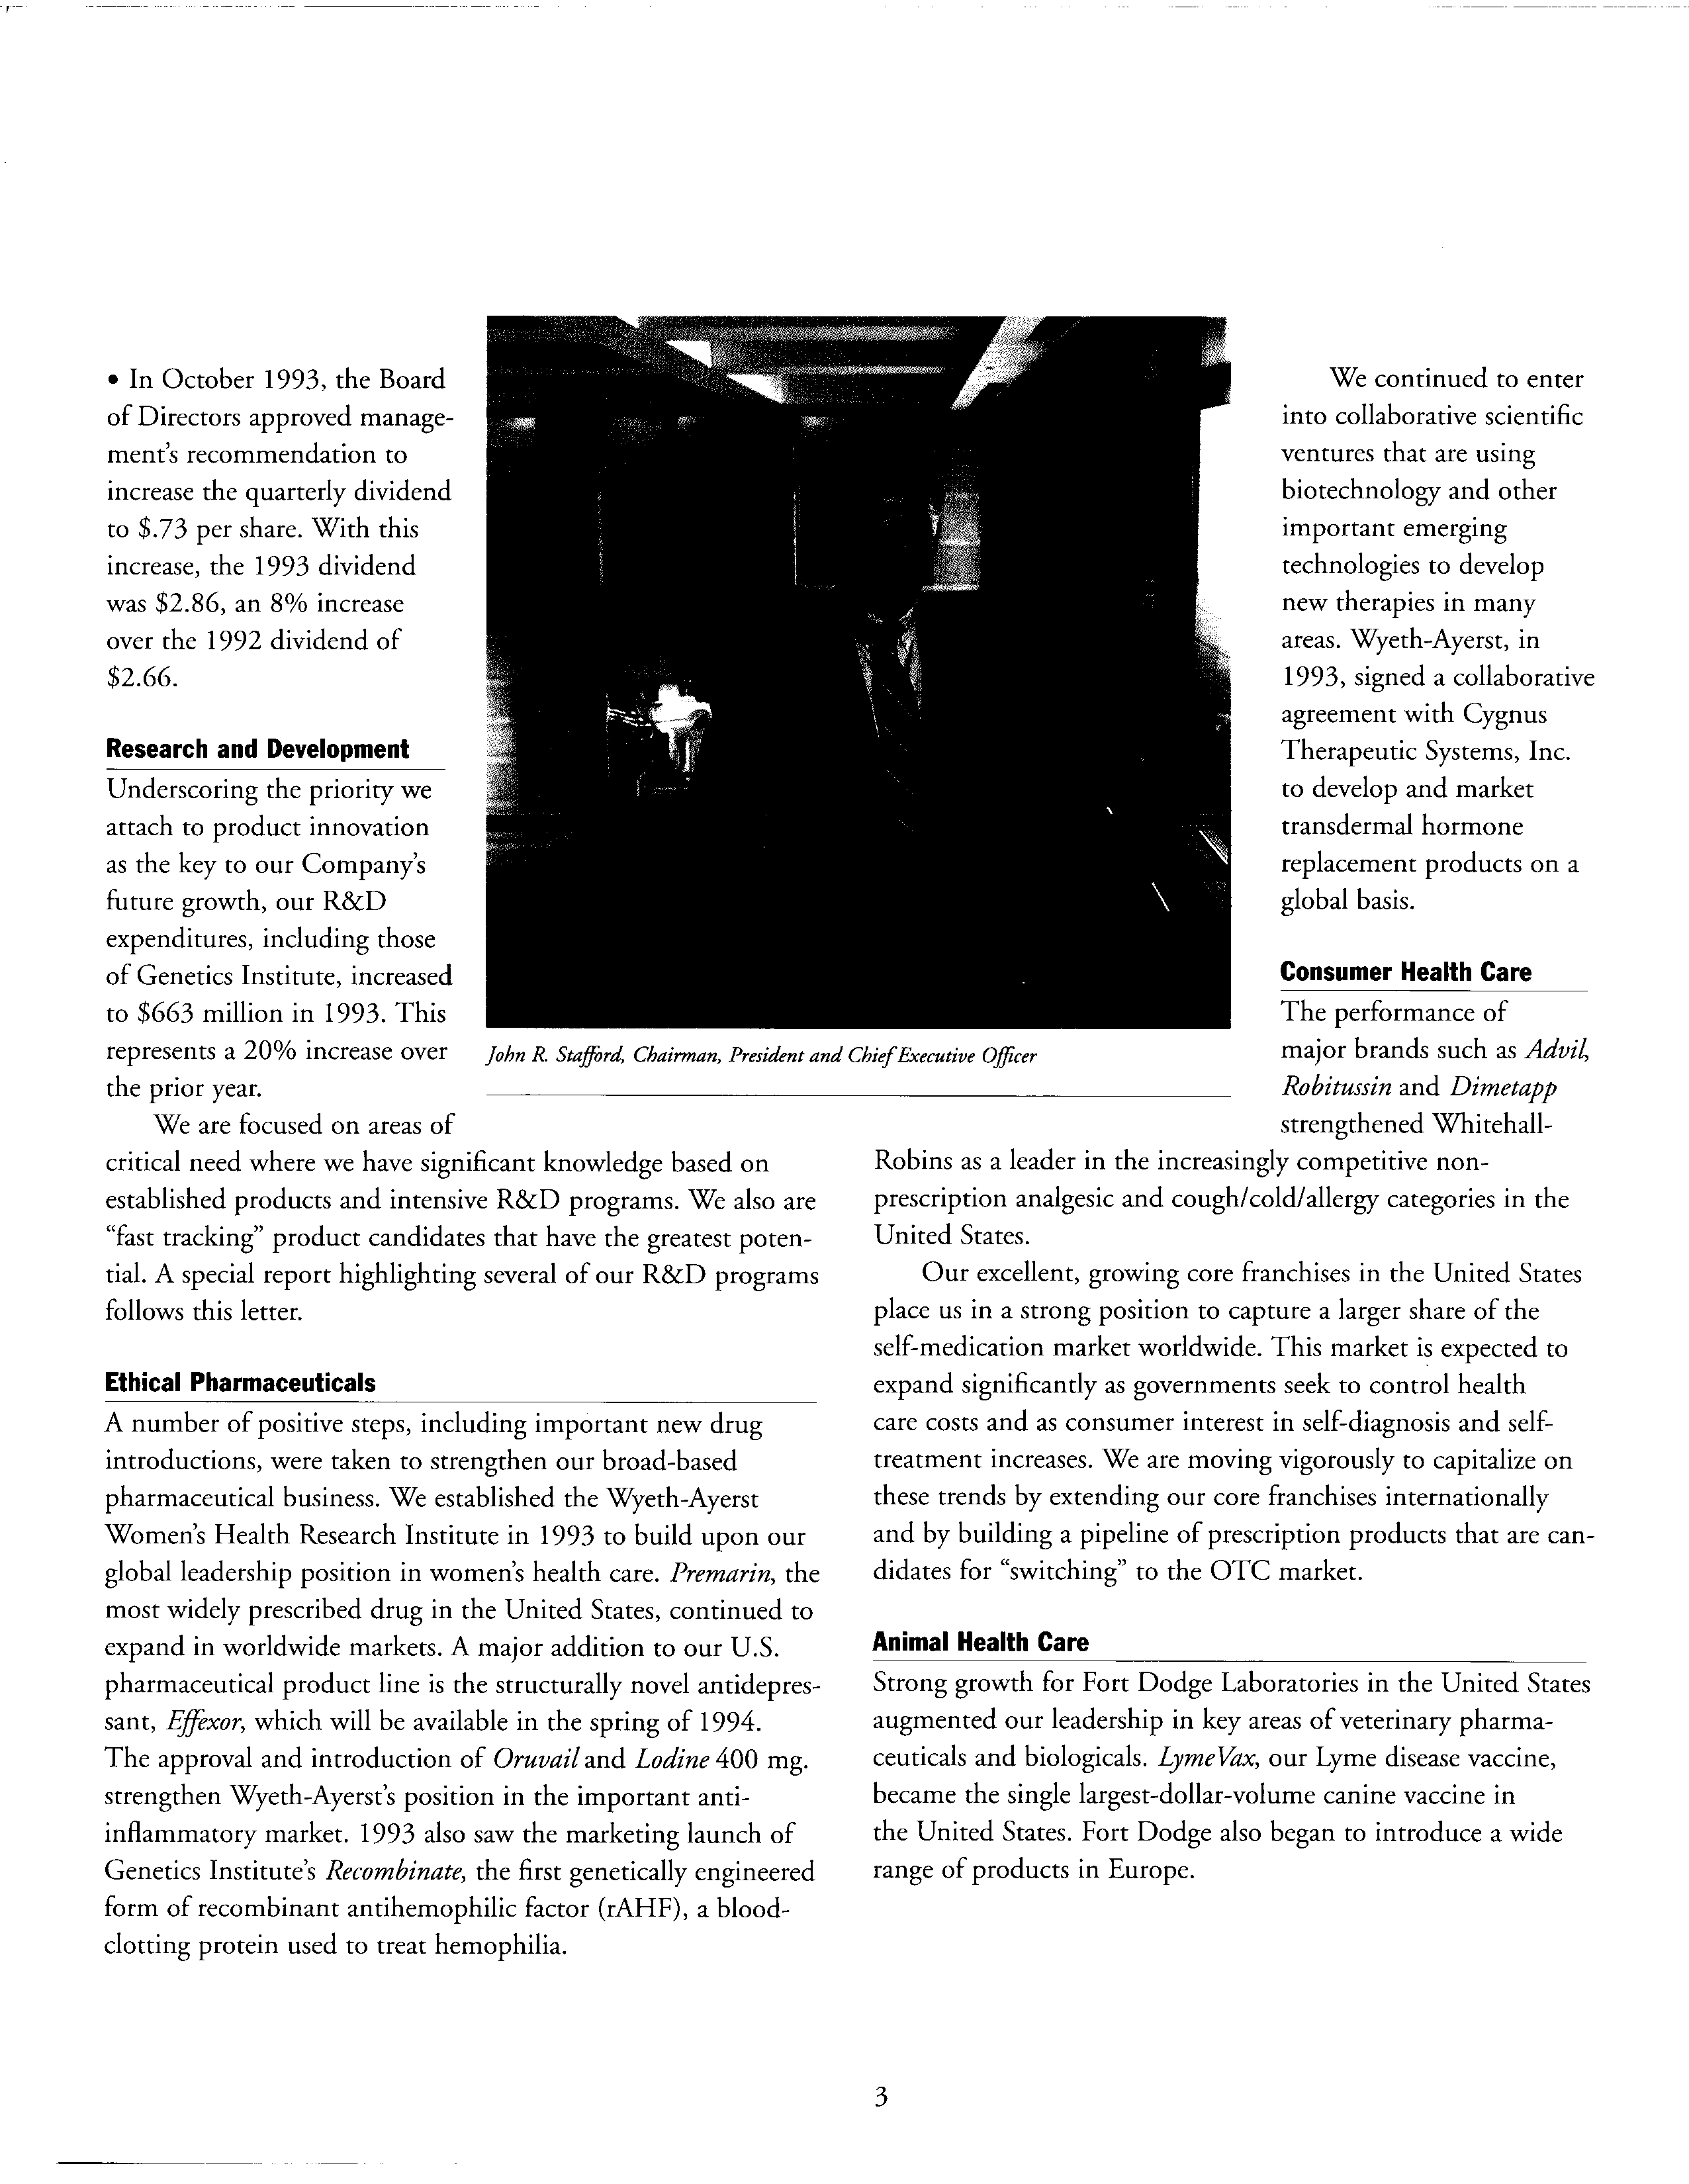 • In October 1993, the Board
of Directors approved manage-
ment's recommendation to
increase the quarterly dividend
to $.73 per share. With this
increase, the 1993 dividend
was $2.86, an 8% increase
over the 1992 dividend of
$2.66.
Research and Development
Underscoring the priority we
attach to product innovation
as the key to our Company's
future growth, our R&D
expenditures, including those
of Genetics Institute, increased
to $663 million in 1993. This
represents a 20% increase over
the prior year.
We are focused on areas of
critical need where we have significant knowledge based on
established products and intensive R&D programs. We also are
“fast tracking” product candidates that have the greatest poten-
tial. A special report highlighting several of our R&D programs
follows this letter.
Ethical Pharmaceuticals
A number of positive steps, including important new drug
introductions, were taken to strengthen our broad-based
pharmaceutical business. We established the Wyeth-Ayerst
Women's Health Research Institute in 1993 to build upon our
global leadership position in women's health care. Premarin, the
most widely prescribed drug in the United States, continued to
expand in worldwide markets. A major addition to our U.S.
pharmaceutical product line is the structurally novel antidepres-
sant, Effexor, which will be available in the spring of 1994.
The approval and introduction of Oruvail and Lodine 400 mg.
strengthen Wyeth-Ayerst's position in the important anti-
inflammatory market. 1993 also saw the marketing launch of
Genetics Institute's Recombinate, the first genetically engineered
form of recombinant antihemophilic factor (rAHF), a blood-
clotting protein used to treat hemophilia.
John R. Stafford, Chairman, President and Chief Executive Officer
We continued to enter
into collaborative scientific
ventures that are using
biotechnology and other
important emerging
technologies to develop
new therapies in many
areas. Wyeth-Ayerst, in
1993, signed a collaborative
agreement with Cygnus
Therapeutic Systems, Inc.
to develop and market
transdermal hormone
replacement products on a
global basis.
Consumer Health Care
The performance of
major brands such as Advil,
Robitussin and Dimetapp
strengthened Whitehall-
Robins as a leader in the increasingly competitive non-
prescription analgesic and cough/cold/allergy categories in the
United States.
Our excellent, growing core franchises in the United States
place us in a strong position to capture a larger share of the
self-medication market worldwide. This market is expected to
expand significantly as governments seek to control health
care costs and as consumer interest in self-diagnosis and self-
treatment increases. We are moving vigorously to capitalize on
these trends by extending our core franchises internationally
and by building a pipeline of prescription products that are can-
didates for “switching” to the OTC market.
Animal Health Care
Strong growth for Fort Dodge Laboratories in the United States
augmented our leadership in key areas of veterinary pharma-
ceuticals and biologicals. LymeVax, our Lyme disease vaccine,
became the single largest-dollar-volume canine vaccine in
the United States. Fort Dodge also began to introduce a wide
range of products in Europe.
3